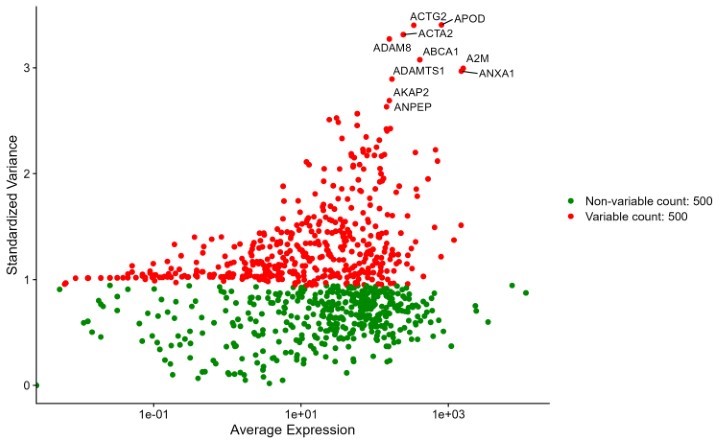 ACTG2
APOD
ACTA2
ADAM8
ABCA1
A2M
ADAMTS1
ANXA1
AKAP2
ANPEP
3
2
1
0
Standardized Variance
1e-01
1e+01
1e+03
Average Expression
Non-variable count: 500
Variable count: 500